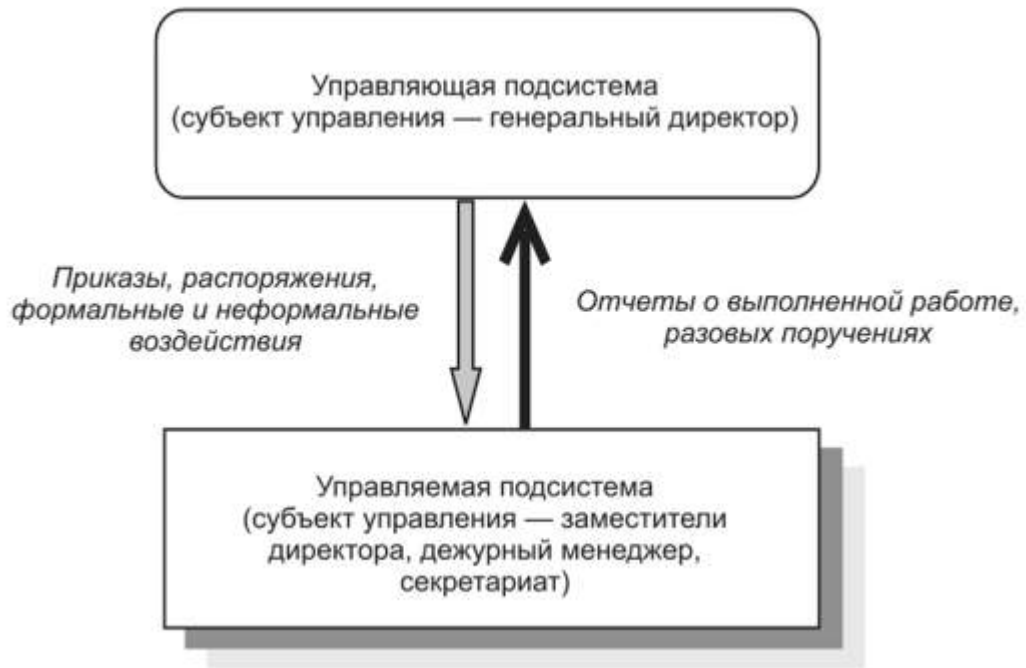 Управляющая подсистема
(субъект управления — генеральный директор)
Приказы, распоряжения,
формальные и неформальные
воздействия
Отчеты о выполненной работе,
разовых поручениях
Управляемая подсистема
(субъект управления — заместители
директора, дежурный менеджер,
секретариат)